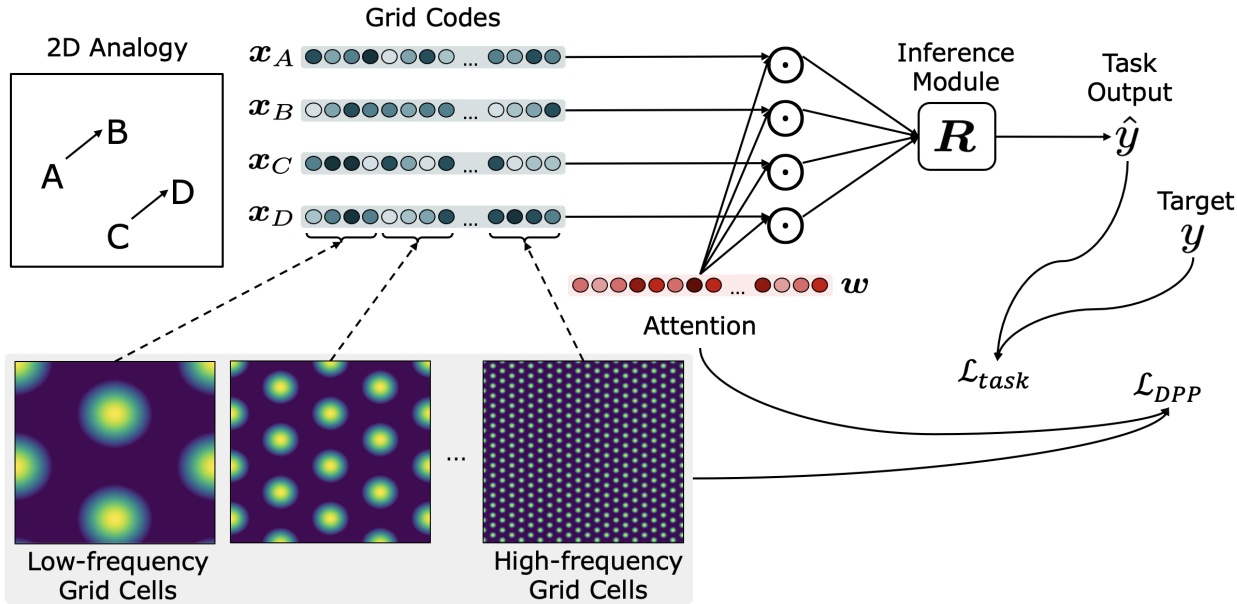 Grid Codes
2D Analogy
A
B
C
D
x_A
x_B
x_C
x_D
...
...
...
...
Inference
Module
R
Task
Output
ŷ
Target
y
... w
Attention
ℒ_task
ℒ_DPP
...
Low-frequency
Grid Cells
High-frequency
Grid Cells